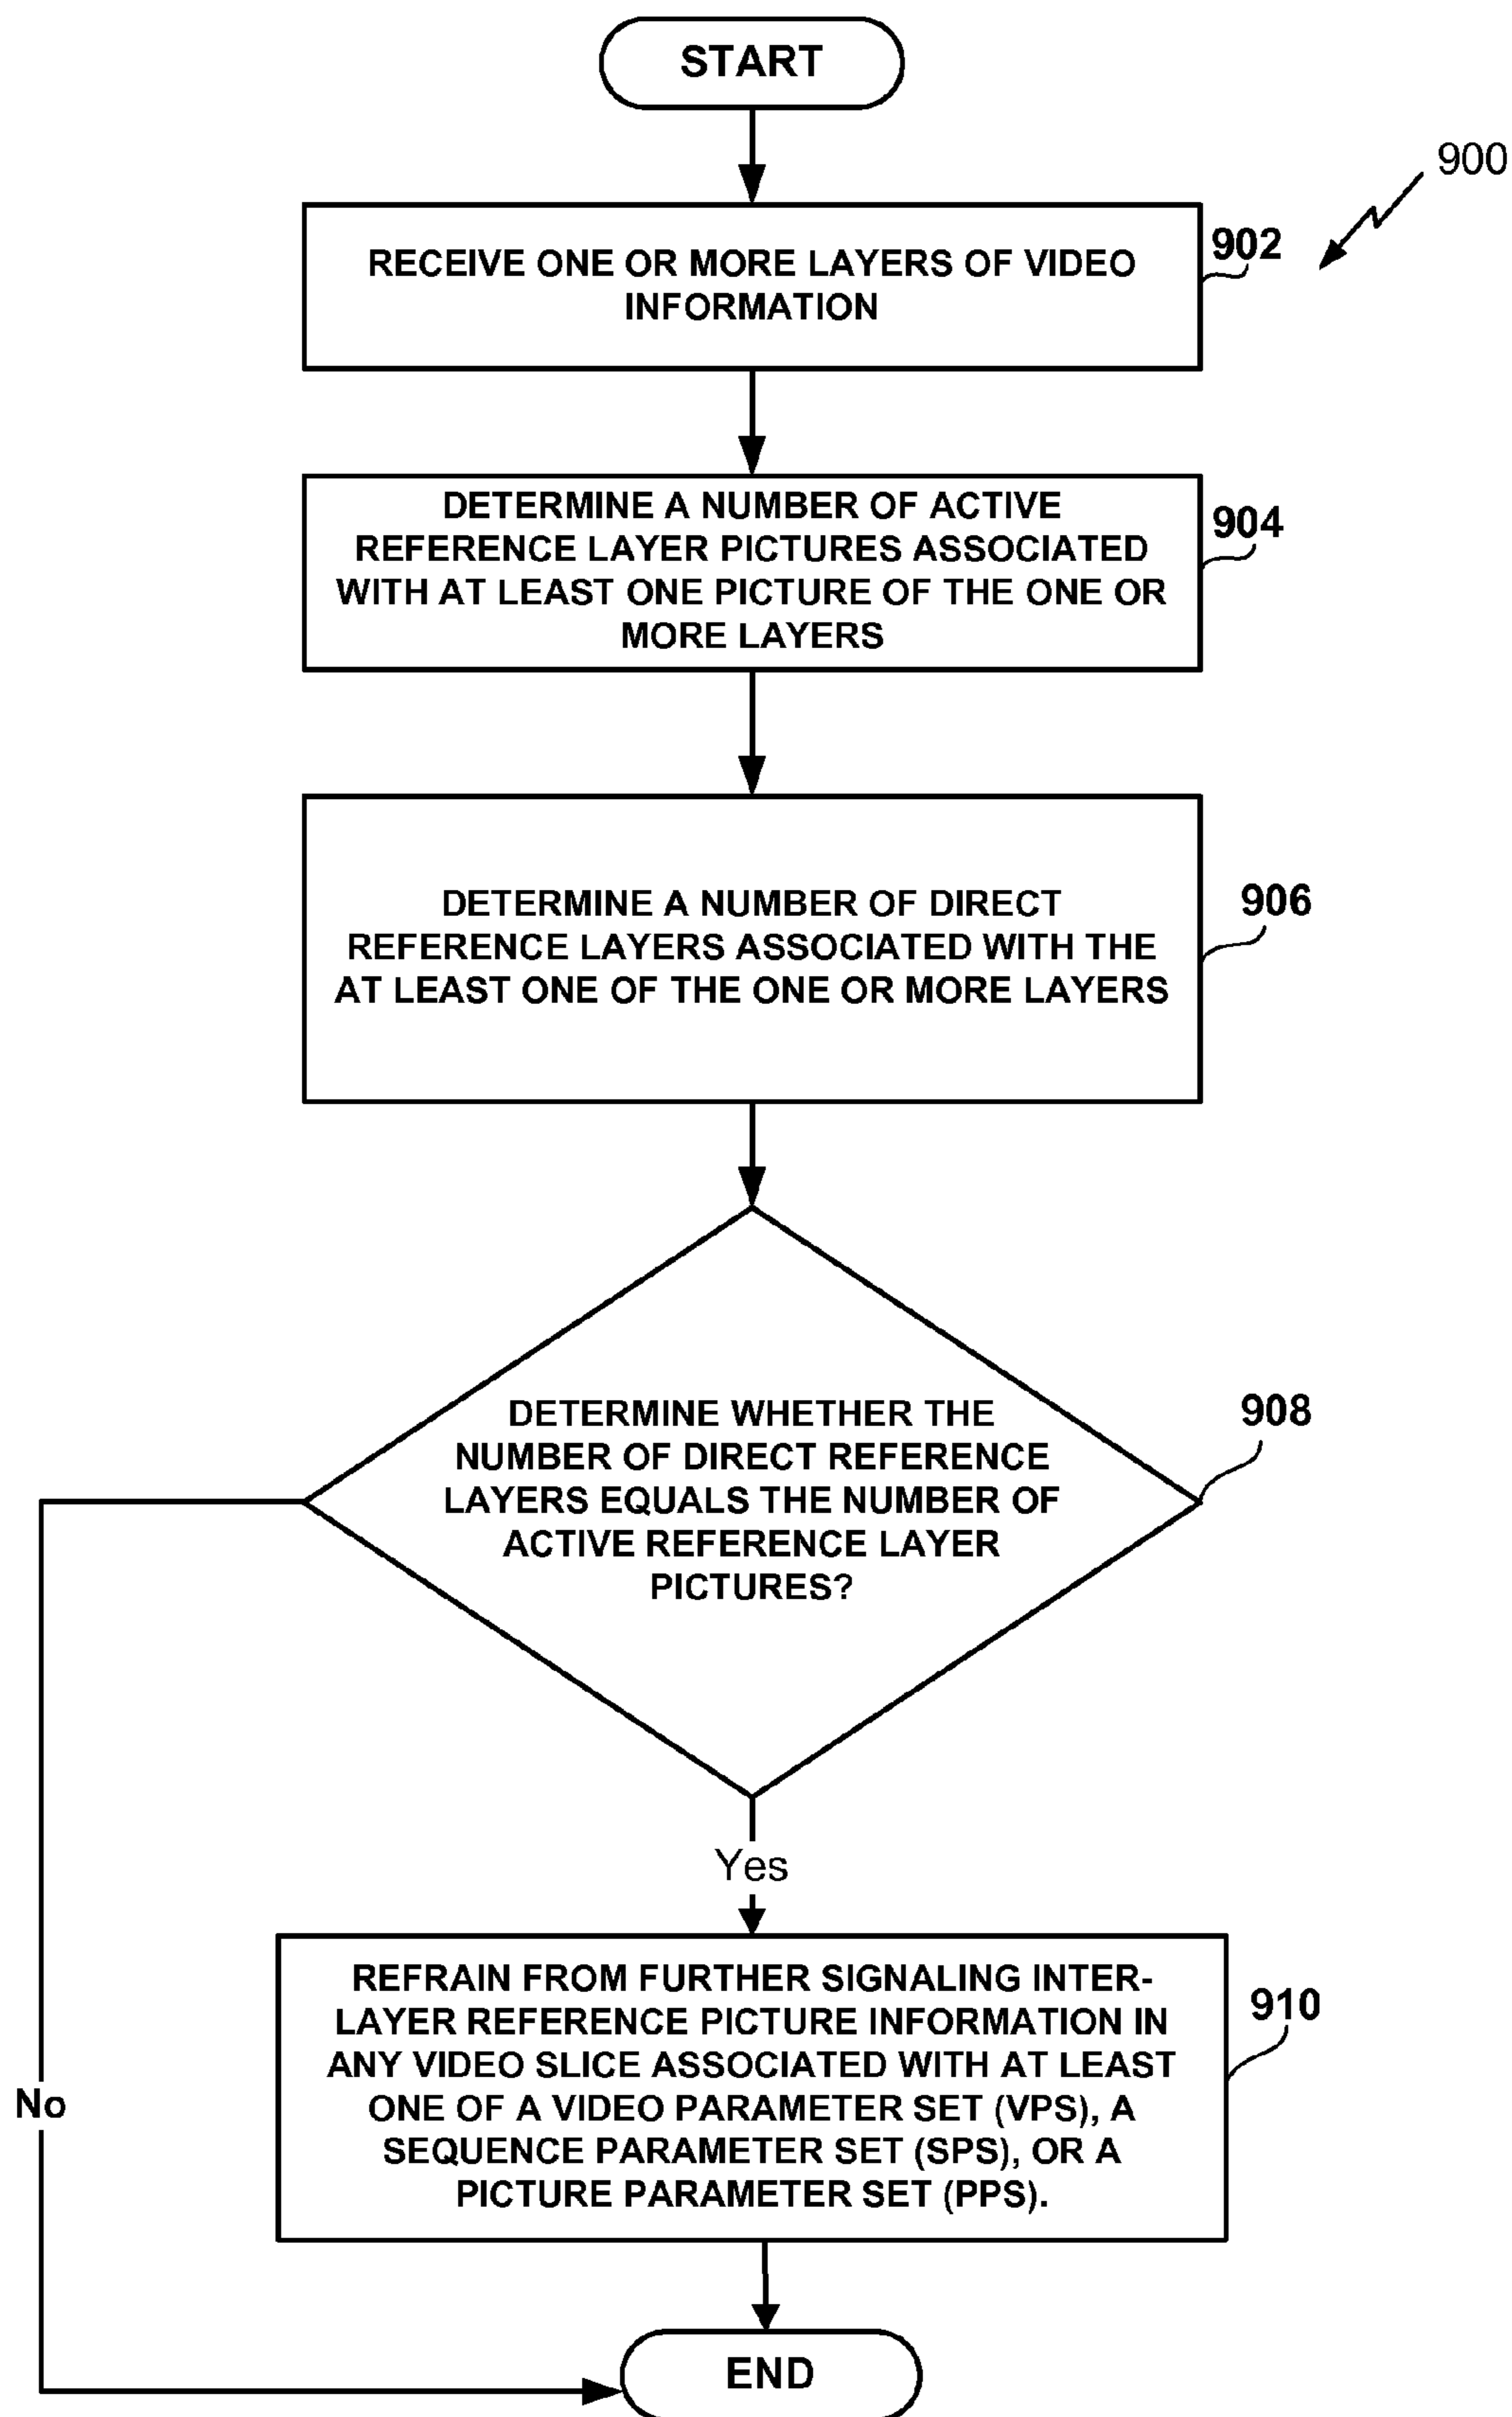 START
900
RECEIVE ONE OR MORE LAYERS OF VIDEO
INFORMATION
902
DETERMINE A NUMBER OF ACTIVE
REFERENCE LAYER PICTURES ASSOCIATED
WITH AT LEAST ONE PICTURE OF THE ONE OR
MORE LAYERS
904
DETERMINE A NUMBER OF DIRECT
REFERENCE LAYERS ASSOCIATED WITH THE
AT LEAST ONE OF THE ONE OR MORE LAYERS
906
DETERMINE WHETHER THE
NUMBER OF DIRECT REFERENCE
LAYERS EQUALS THE NUMBER OF
ACTIVE REFERENCE LAYER
PICTURES?
908
Yes
REFRAIN FROM FURTHER SIGNALING INTER-
LAYER REFERENCE PICTURE INFORMATION IN
ANY VIDEO SLICE ASSOCIATED WITH AT LEAST
ONE OF A VIDEO PARAMETER SET (VPS), A
SEQUENCE PARAMETER SET (SPS), OR A
PICTURE PARAMETER SET (PPS).
910
No
END